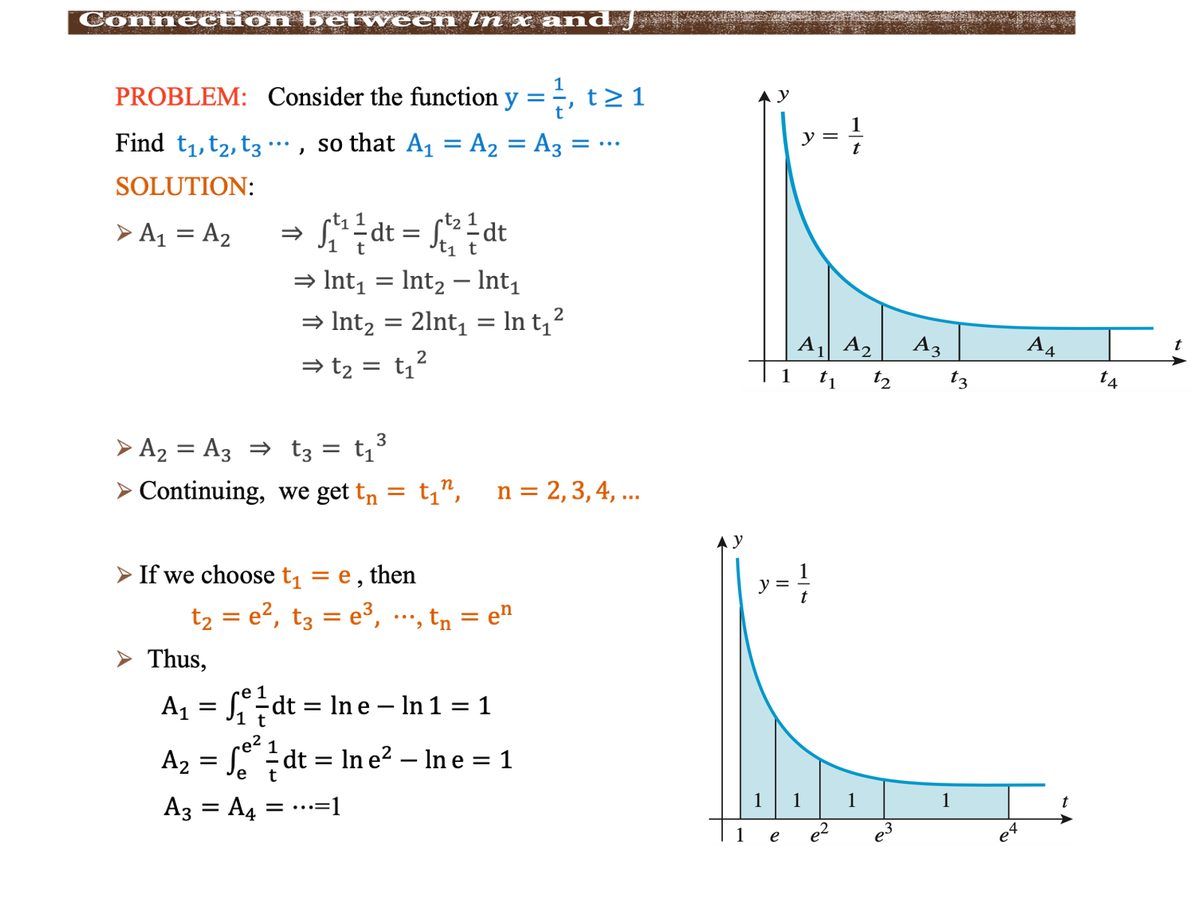 Connection between ln x and ∫
PROBLEM: Consider the function y = 1/t, t ≥ 1
Find t₁, t₂, t₃ ⋯ , so that A₁ = A₂ = A₃ = ⋯
SOLUTION:
➢ A₁ = A₂ ⇒ ∫₁^t₁ 1/t dt = ∫_t₁^t₂ 1/t dt
⇒ lnt₁ = lnt₂ − lnt₁
⇒ lnt₂ = 2lnt₁ = ln t₁²
⇒ t₂ = t₁²
➢ A₂ = A₃ ⇒ t₃ = t₁³
➢ Continuing, we get tₙ = t₁ⁿ, n = 2, 3, 4, ...
➢ If we choose t₁ = e , then
t₂ = e², t₃ = e³, ⋯, tₙ = eⁿ
➢ Thus,
A₁ = ∫₁^e 1/t dt = ln e − ln 1 = 1
A₂ = ∫_e^e² 1/t dt = ln e² − ln e = 1
A₃ = A₄ = ⋯=1
y
y = 1/t
A₁ A₂ A₃ A₄ t
1 t₁ t₂ t₃ t₄
y
y = 1/t
1 1 1 1 t
1 e e² e³ e⁴